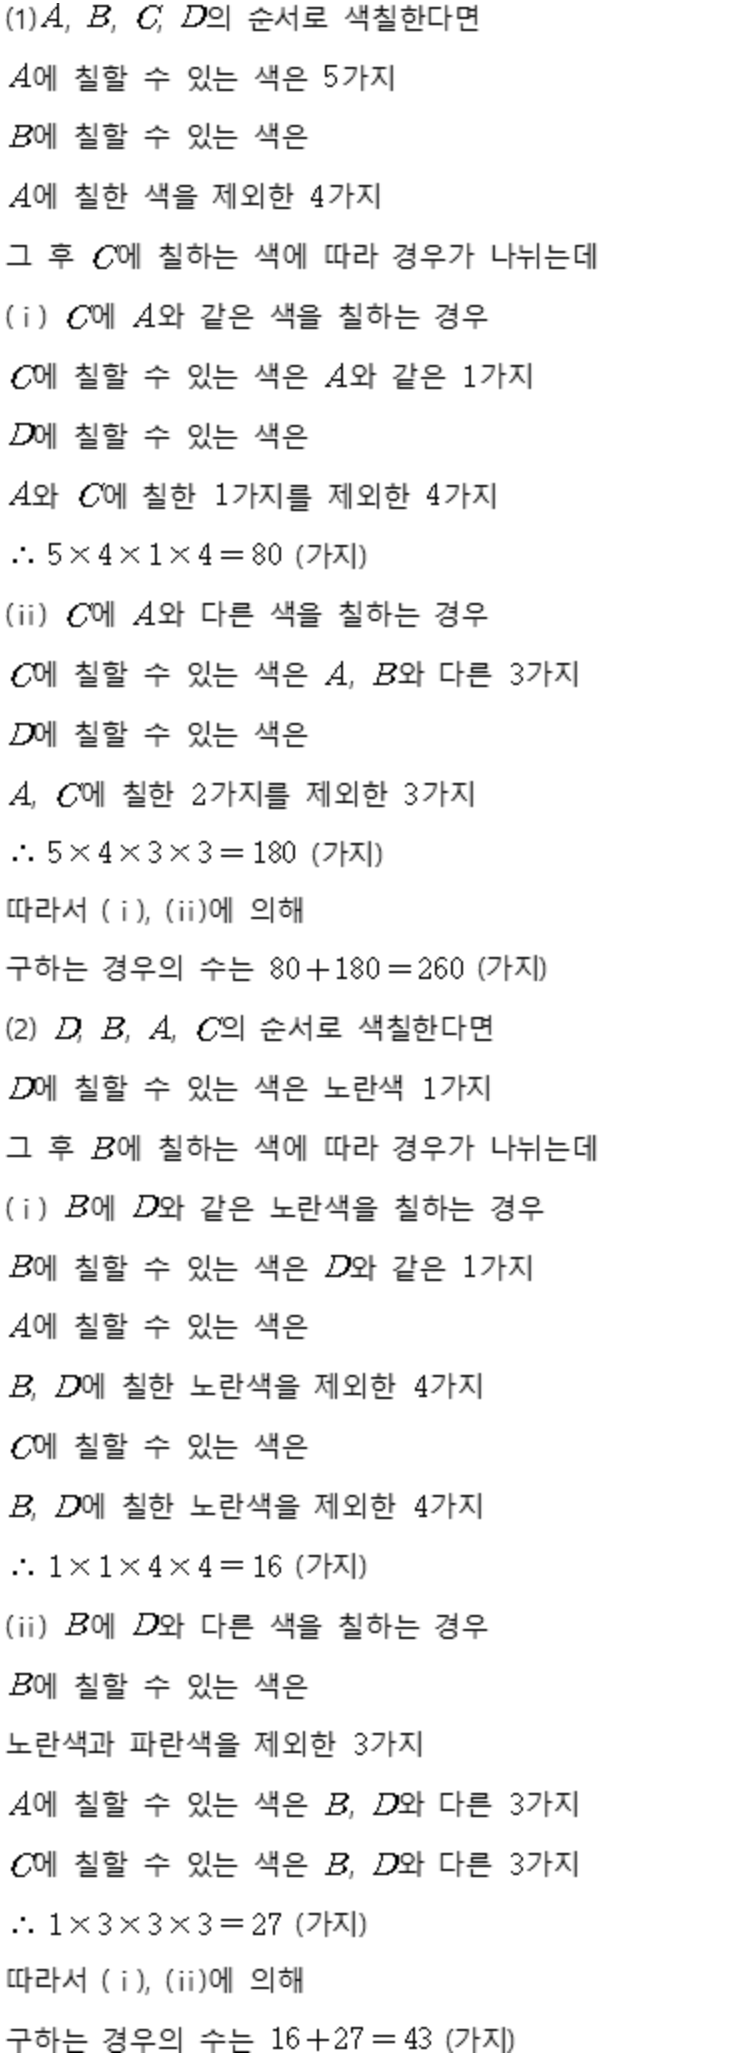 (1)A, B, C, D의 순서로 색칠한다면
A에 칠할 수 있는 색은 5가지
B에 칠할 수 있는 색은
A에 칠한 색을 제외한 4가지
그 후 C에 칠하는 색에 따라 경우가 나뉘는데
(ⅰ) C에 A와 같은 색을 칠하는 경우
C에 칠할 수 있는 색은 A와 같은 1가지
D에 칠할 수 있는 색은
A와 C에 칠한 1가지를 제외한 4가지
∴ 5×4×1×4=80 (가지)
(ⅱ) C에 A와 다른 색을 칠하는 경우
C에 칠할 수 있는 색은 A, B와 다른 3가지
D에 칠할 수 있는 색은
A, C에 칠한 2가지를 제외한 3가지
∴ 5×4×3×3=180 (가지)
따라서 (ⅰ), (ⅱ)에 의해
구하는 경우의 수는 80+180=260 (가지)
(2) D, B, A, C의 순서로 색칠한다면
D에 칠할 수 있는 색은 노란색 1가지
그 후 B에 칠하는 색에 따라 경우가 나뉘는데
(ⅰ) B에 D와 같은 노란색을 칠하는 경우
B에 칠할 수 있는 색은 D와 같은 1가지
A에 칠할 수 있는 색은
B, D에 칠한 노란색을 제외한 4가지
C에 칠할 수 있는 색은
B, D에 칠한 노란색을 제외한 4가지
∴ 1×1×4×4=16 (가지)
(ⅱ) B에 D와 다른 색을 칠하는 경우
B에 칠할 수 있는 색은
노란색과 파란색을 제외한 3가지
A에 칠할 수 있는 색은 B, D와 다른 3가지
C에 칠할 수 있는 색은 B, D와 다른 3가지
∴ 1×3×3×3=27 (가지)
따라서 (ⅰ), (ⅱ)에 의해
구하는 경우의 수는 16+27=43 (가지)